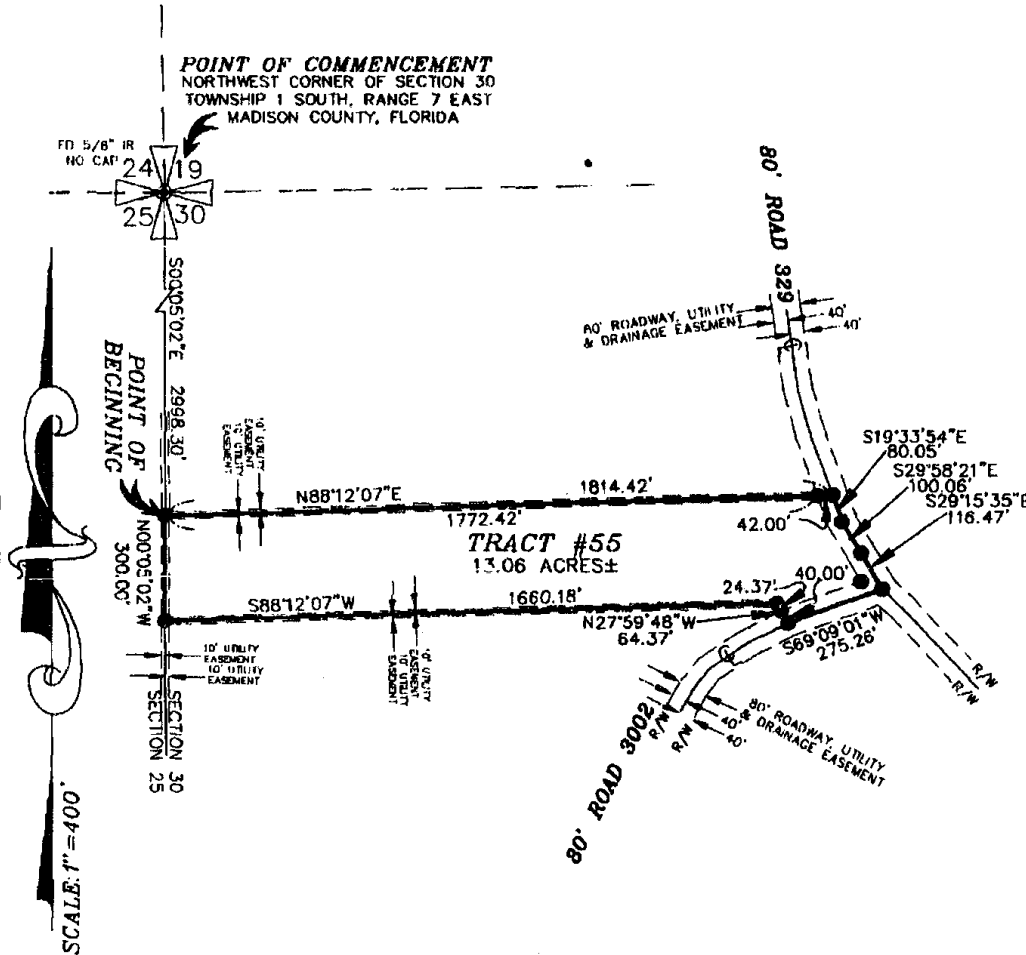 POINT OF COMMENCEMENT
NORTHWEST CORNER OF SECTION 30
TOWNSHIP 1 SOUTH, RANGE 7 EAST
MADISON COUNTY, FLORIDA
FD 5/8" IR
NO CAP
24 19
25 30
S00°05'02"E 2998.30'
80' ROAD 329
80' ROADWAY, UTILITY
& DRAINAGE EASEMENT
40'
40'
POINT OF
BEGINNING
10' UTILITY
EASEMENT
10' UTILITY
EASEMENT
S19°33'54"E
80.05'
S29°58'21"E
100.06'
S29°15'35"E
116.47'
N88°12'07"E
1814.42'
1772.42'
42.00'
TRACT #55
13.06 ACRES±
N00°05'02"W
300.00'
S88°12'07"W
1660.18'
24.37'
40.00'
N27°59'48"W
64.37'
S69°09'01"W
275.26'
10' UTILITY
EASEMENT
10' UTILITY
EASEMENT
10' UTILITY
EASEMENT
10' UTILITY
EASEMENT
SECTION 30
SECTION 25
R/W
R/W
R/W
R/W
40'
40'
80' ROADWAY, UTILITY
& DRAINAGE EASEMENT
80' ROAD 3002
SCALE: 1"=400'